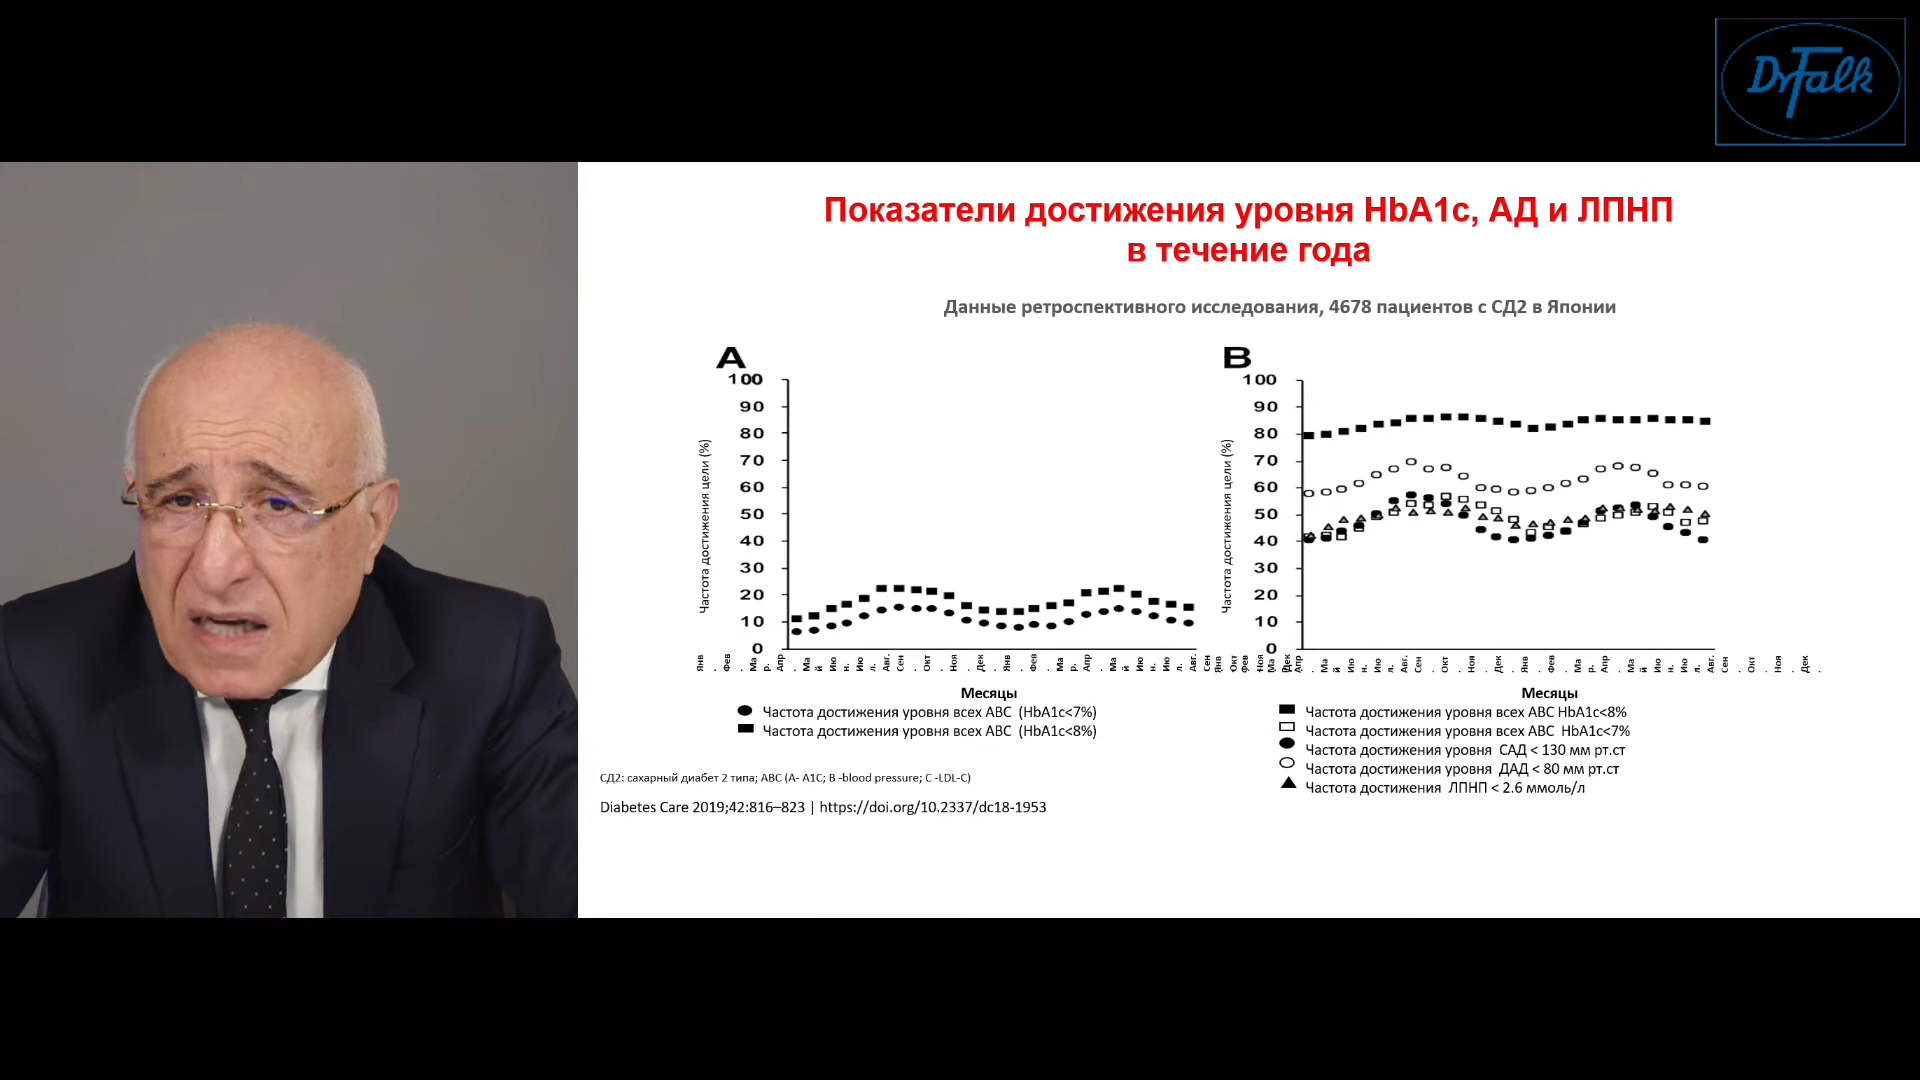 Dr Falk
Показатели достижения уровня HbA1c, АД и ЛПНП
в течение года
Данные ретроспективного исследования, 4678 пациентов с СД2 в Японии
A
100
90
80
70
60
50
40
30
20
10
0
Частота достижения цели (%)
Янв. Фев. Мар. Апр. Май Июн. Июл. Авг. Сен. Окт. Ноя. Дек. Янв. Фев. Мар. Апр. Май Июн. Июл. Авг. Сен. Окт. Ноя. Дек.
Месяцы
Частота достижения уровня всех ABC (HbA1c<7%)
Частота достижения уровня всех ABC (HbA1c<8%)
B
100
90
80
70
60
50
40
30
20
10
0
Частота достижения цели (%)
Янв. Фев. Мар. Апр. Май Июн. Июл. Авг. Сен. Окт. Ноя. Дек. Янв. Фев. Мар. Апр. Май Июн. Июл. Авг. Сен. Окт. Ноя. Дек.
Месяцы
Частота достижения уровня всех ABC HbA1c<8%
Частота достижения уровня всех ABC HbA1c<7%
Частота достижения уровня САД < 130 мм рт.ст
Частота достижения уровня ДАД < 80 мм рт.ст
Частота достижения ЛПНП < 2.6 ммоль/л
СД2: сахарный диабет 2 типа; ABC (A- A1C; B -blood pressure; C -LDL-C)
Diabetes Care 2019;42:816–823 | https://doi.org/10.2337/dc18-1953